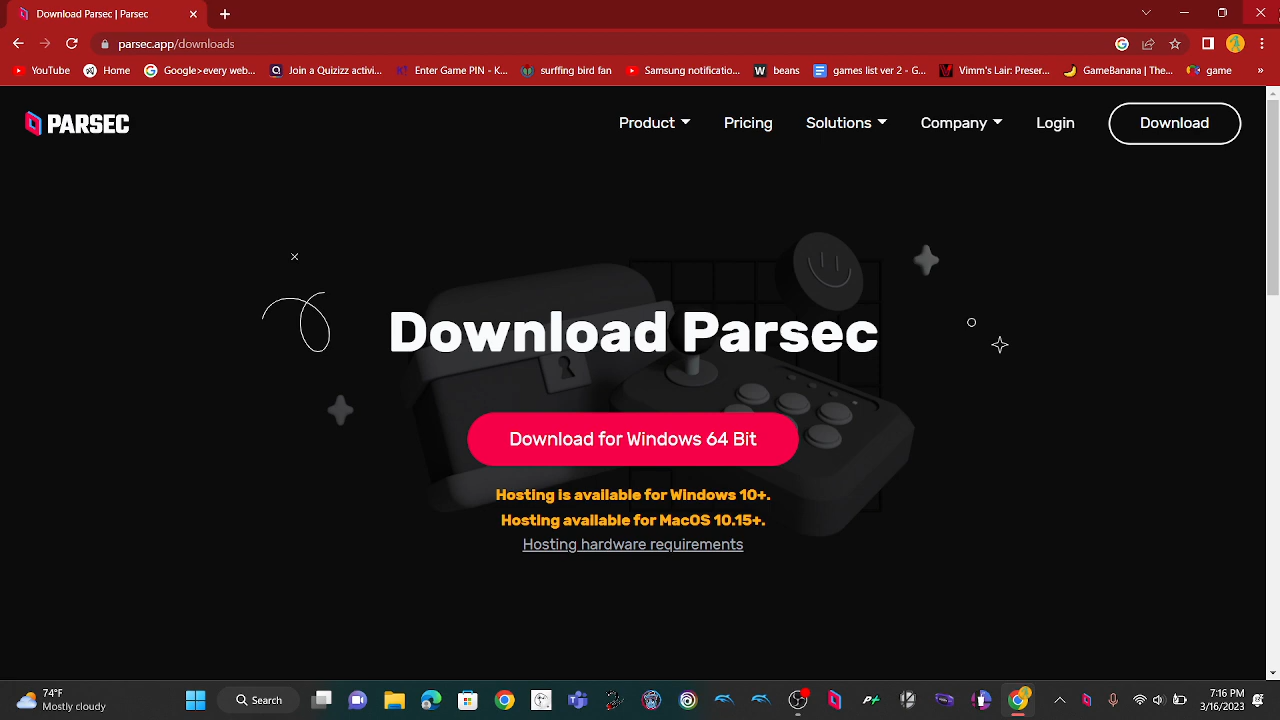 Download Parsec | Parsec
parsec.app/downloads
YouTube
Home
Google>every web...
Join a Quizizz activi...
Enter Game PIN - K...
surffing bird fan
Samsung notificatio...
beans
games list ver 2 - G...
Vimm's Lair: Preser...
GameBanana | The...
game
»
PARSEC
Product
Pricing
Solutions
Company
Login
Download
Download Parsec
Download for Windows 64 Bit
Hosting is available for Windows 10+.
Hosting available for MacOS 10.15+.
Hosting hardware requirements
74°F
Mostly cloudy
Search
7:16 PM
3/16/2023